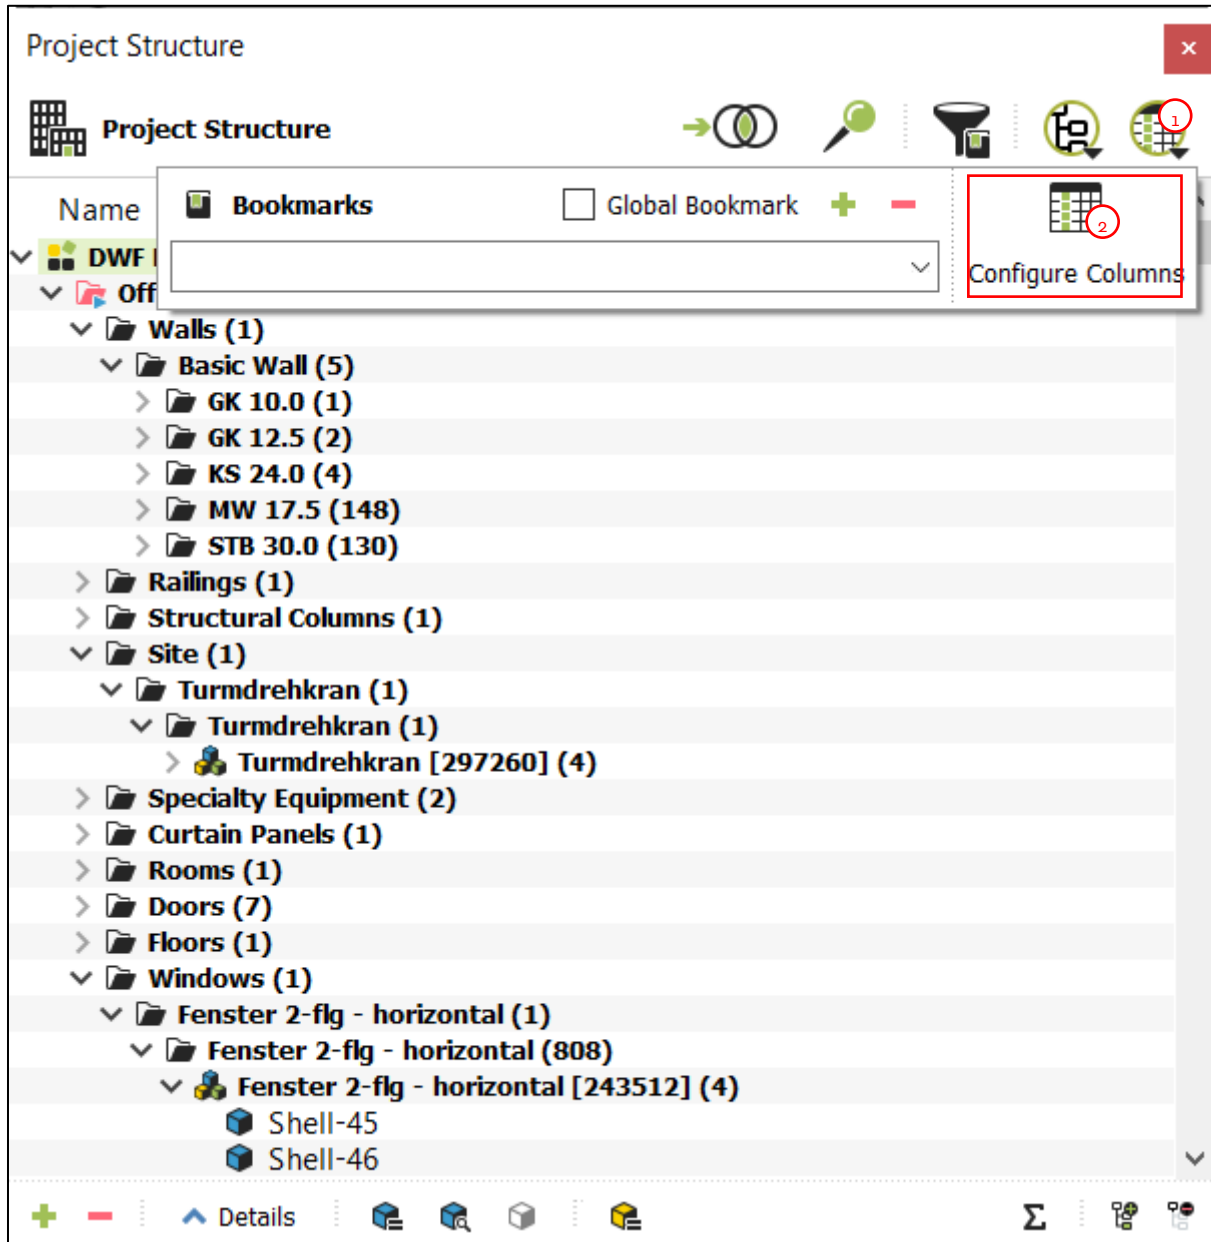 Project Structure
Project Structure
1
Name
Bookmarks
Global Bookmark
2
Configure Columns
DWF
Off
Walls (1)
Basic Wall (5)
GK 10.0 (1)
GK 12.5 (2)
KS 24.0 (4)
MW 17.5 (148)
STB 30.0 (130)
Railings (1)
Structural Columns (1)
Site (1)
Turmdrehkran (1)
Turmdrehkran (1)
Turmdrehkran [297260] (4)
Specialty Equipment (2)
Curtain Panels (1)
Rooms (1)
Doors (7)
Floors (1)
Windows (1)
Fenster 2-flg - horizontal (1)
Fenster 2-flg - horizontal (808)
Fenster 2-flg - horizontal [243512] (4)
Shell-45
Shell-46
Details
Σ